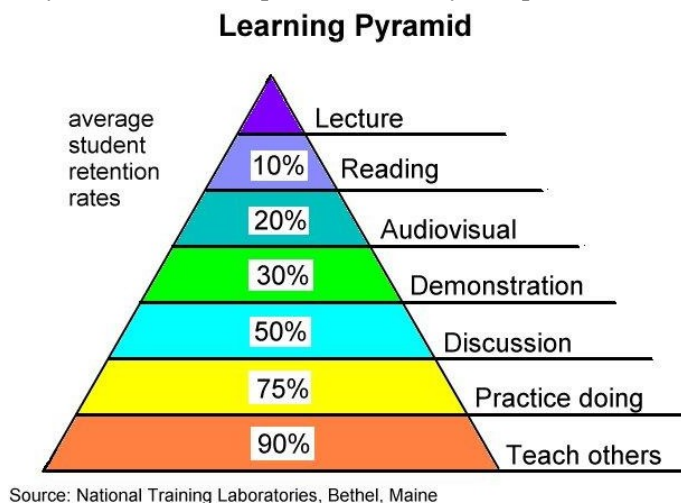 Learning Pyramid
average
student
retention
rates
Lecture
10% Reading
20% Audiovisual
30% Demonstration
50% Discussion
75% Practice doing
90% Teach others
Source: National Training Laboratories, Bethel, Maine